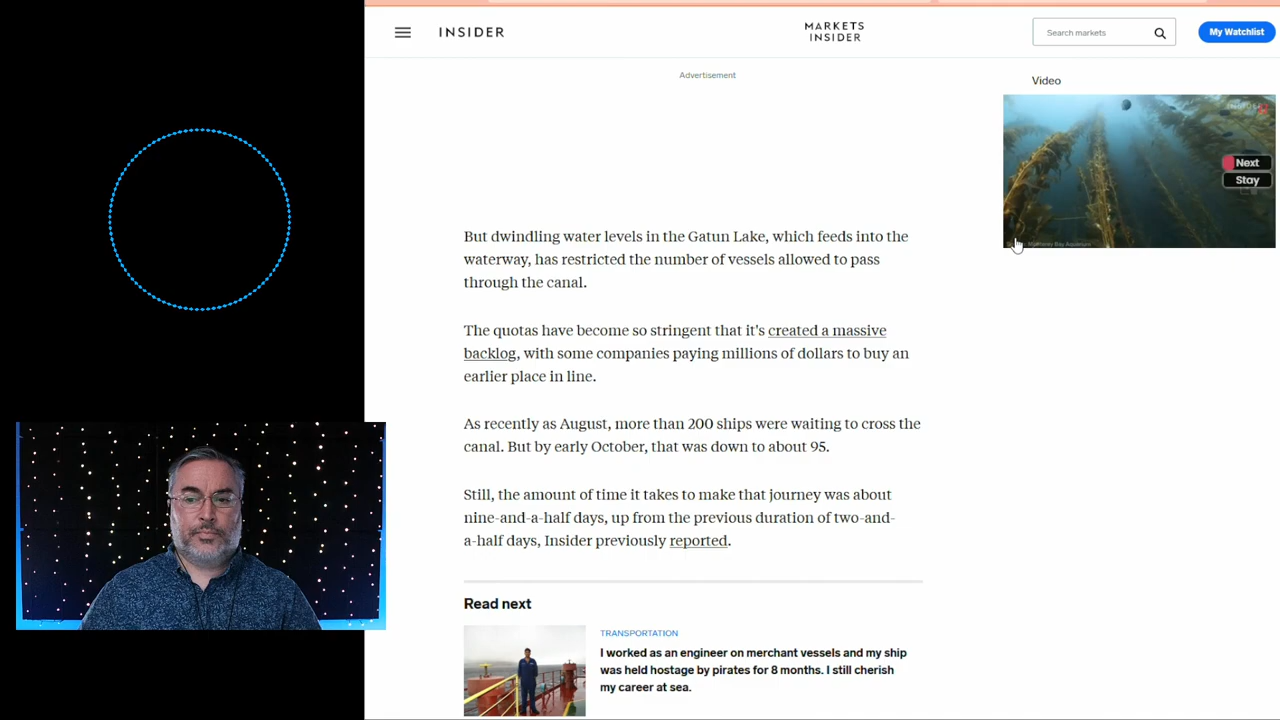 INSIDER
MARKETS
INSIDER
Search markets
My Watchlist
Advertisement
Video
Next
Stay
But dwindling water levels in the Gatun Lake, which feeds into the
waterway, has restricted the number of vessels allowed to pass
through the canal.
The quotas have become so stringent that it's created a massive
backlog, with some companies paying millions of dollars to buy an
earlier place in line.
As recently as August, more than 200 ships were waiting to cross the
canal. But by early October, that was down to about 95.
Still, the amount of time it takes to make that journey was about
nine-and-a-half days, up from the previous duration of two-and-
a-half days, Insider previously reported.
Read next
TRANSPORTATION
I worked as an engineer on merchant vessels and my ship
was held hostage by pirates for 8 months. I still cherish
my career at sea.